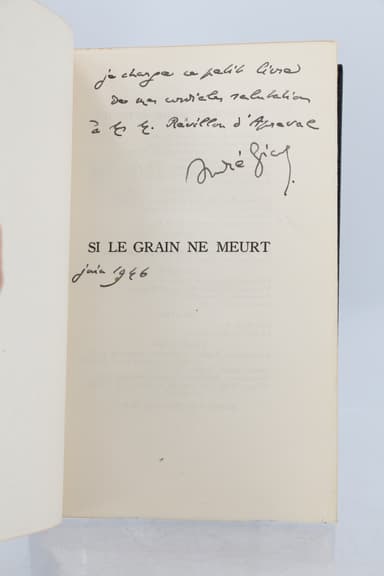 je charge ce petit livre
de mes cordiales salutations
à Révillon d'Apreval
André Gide.
SI LE GRAIN NE MEURT
juin 1946